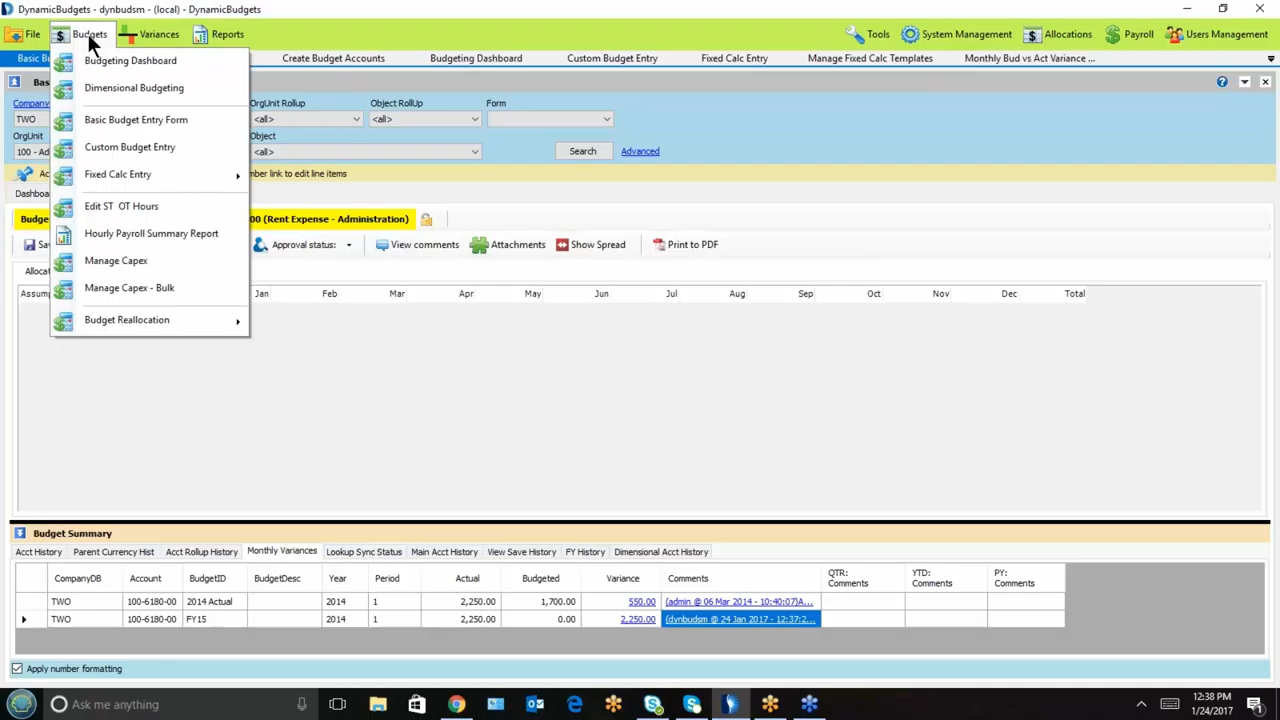 DynamicBudgets - dynbudsm - (local) - DynamicBudgets
File Budgets Variances Reports Tools System Management Allocations Payroll Users Management
Basic Bu Create Budget Accounts Budgeting Dashboard Custom Budget Entry Fixed Calc Entry Manage Fixed Calc Templates Monthly Bud vs Act Variance ...
Budgeting Dashboard
Dimensional Budgeting
Basic Budget Entry Form
Custom Budget Entry
Fixed Calc Entry
Edit ST OT Hours
Hourly Payroll Summary Report
Manage Capex
Manage Capex - Bulk
Budget Reallocation
Bas
Company OrgUnit Rollup Object RollUp Form
TWO <all> <all>
OrgUnit Object
100 - Ad <all> Search Advanced
Ac mber link to edit line items
Dashboa
Budge 00 (Rent Expense - Administration)
Sav Approval status: View comments Attachments Show Spread Print to PDF
Allocat
Assump Jan Feb Mar Apr May Jun Jul Aug Sep Oct Nov Dec Total
Budget Summary
Acct History Parent Currency Hist Acct Rollup History Monthly Variances Lookup Sync Status Main Acct History View Save History FY History Dimensional Acct History
CompanyDB Account BudgetID BudgetDesc Year Period Actual Budgeted Variance Comments QTR: Comments YTD: Comments PY: Comments
TWO 100-6180-00 2014 Actual 2014 1 2,250.00 1,700.00 550.00 (admin @ 06 Mar 2014 - 10:40:07)A...
TWO 100-6180-00 FY15 2014 1 2,250.00 0.00 2,250.00 (dynbudsm @ 24 Jan 2017 - 12:37:2...
Apply number formatting
Ask me anything
12:38 PM
1/24/2017